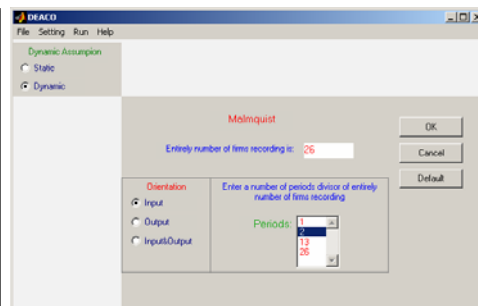 DEACO
File Setting Run Help
Dynamic Assumpion
Static
Dynamic
Malmquist
Entirely number of firms recording is: 26
OK
Cancel
Default
Orientation
Input
Output
Input&Output
Enter a number of periods divisor of entirely
number of firms recording
Periods:
1
2
13
26